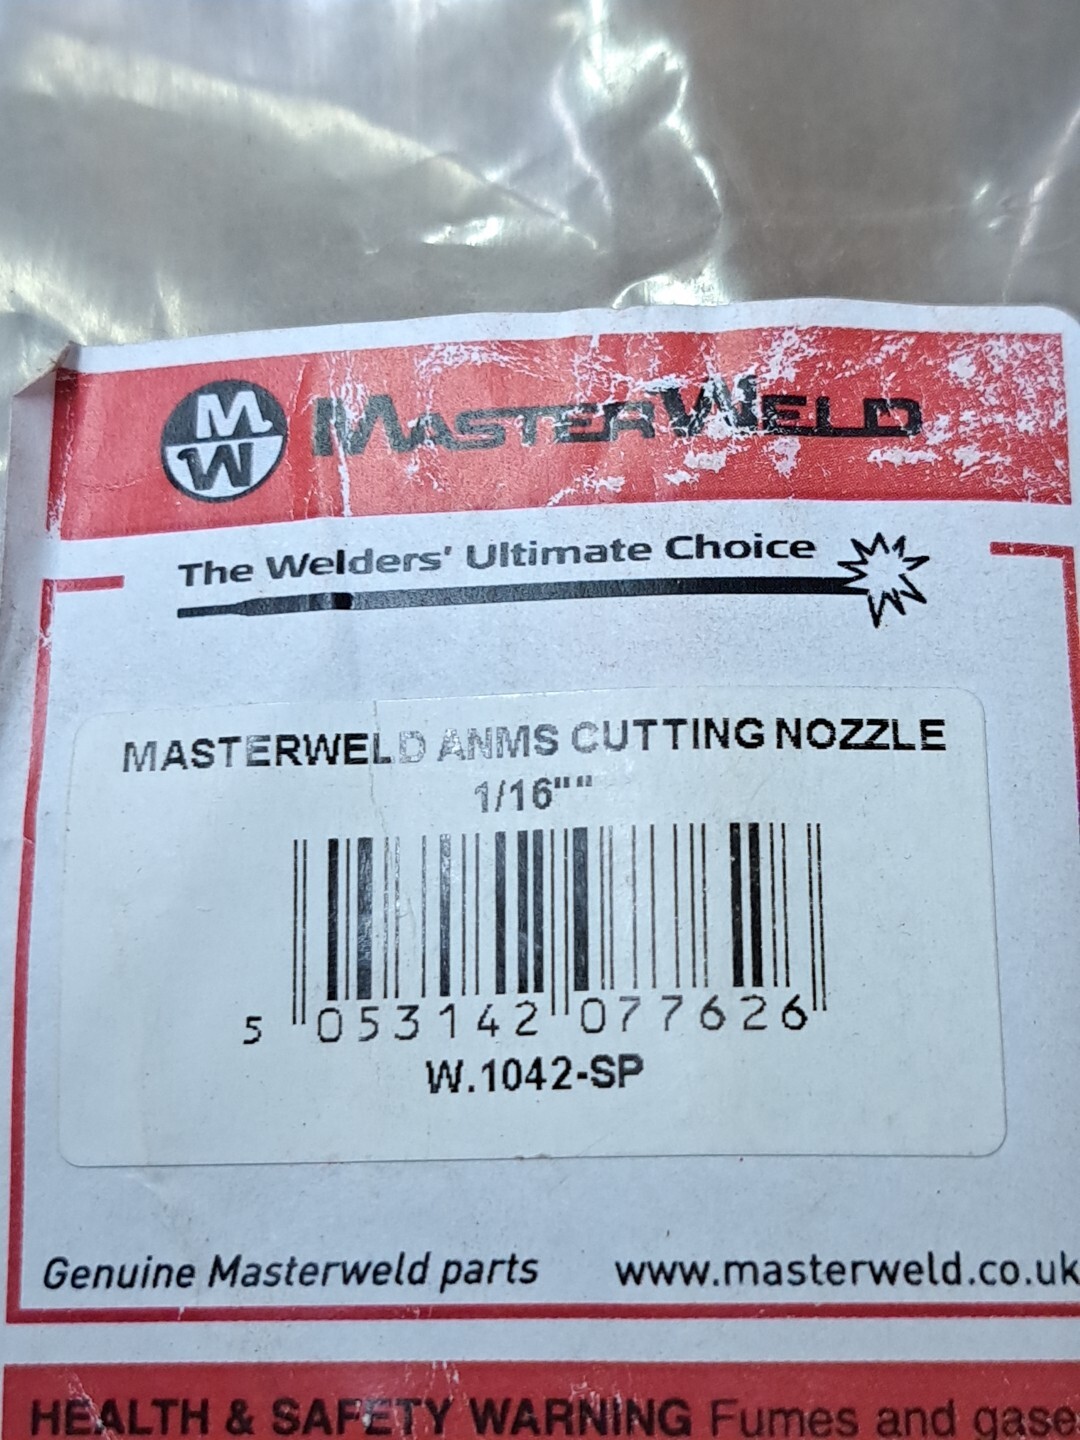 MW
MASTERWELD
The Welders' Ultimate Choice
MASTERWELD ANMS CUTTING NOZZLE
1/16""
5 053142 077626
W.1042-SP
Genuine Masterweld parts www.masterweld.co.uk
HEALTH & SAFETY WARNING Fumes and gase